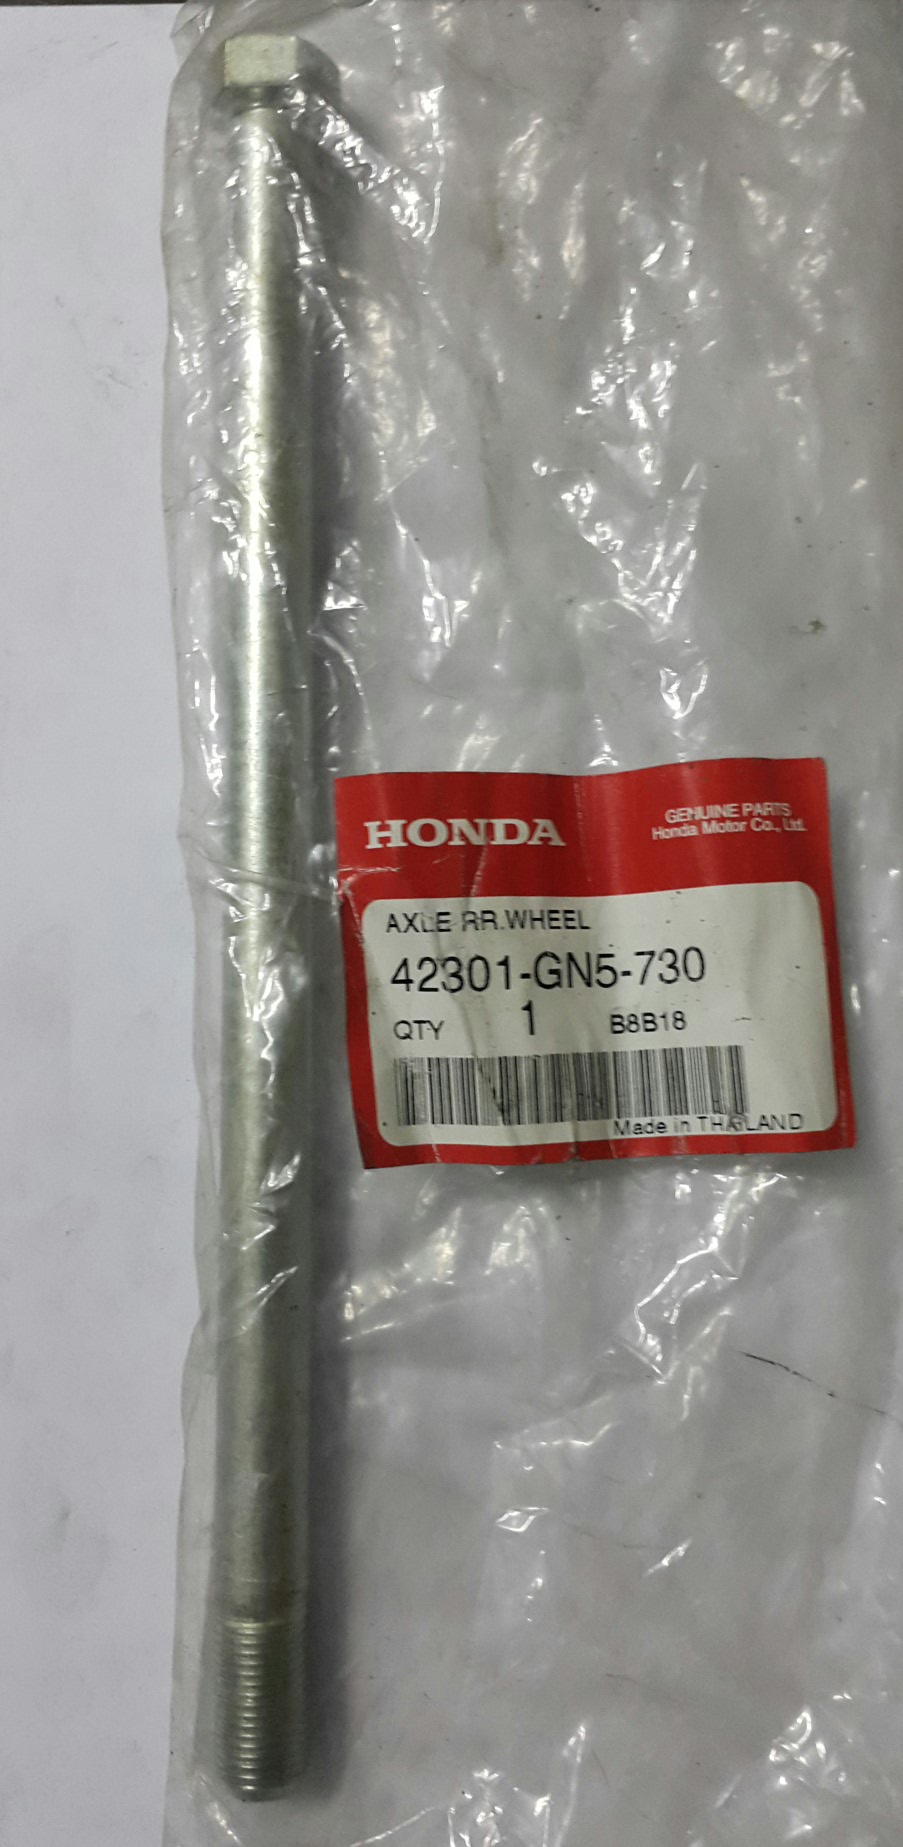 HONDA
GENUINE PARTS
Honda Motor Co., Ltd.
AXLE RR.WHEEL
42301-GN5-730
QTY 1 B8B18
Made in THAILAND